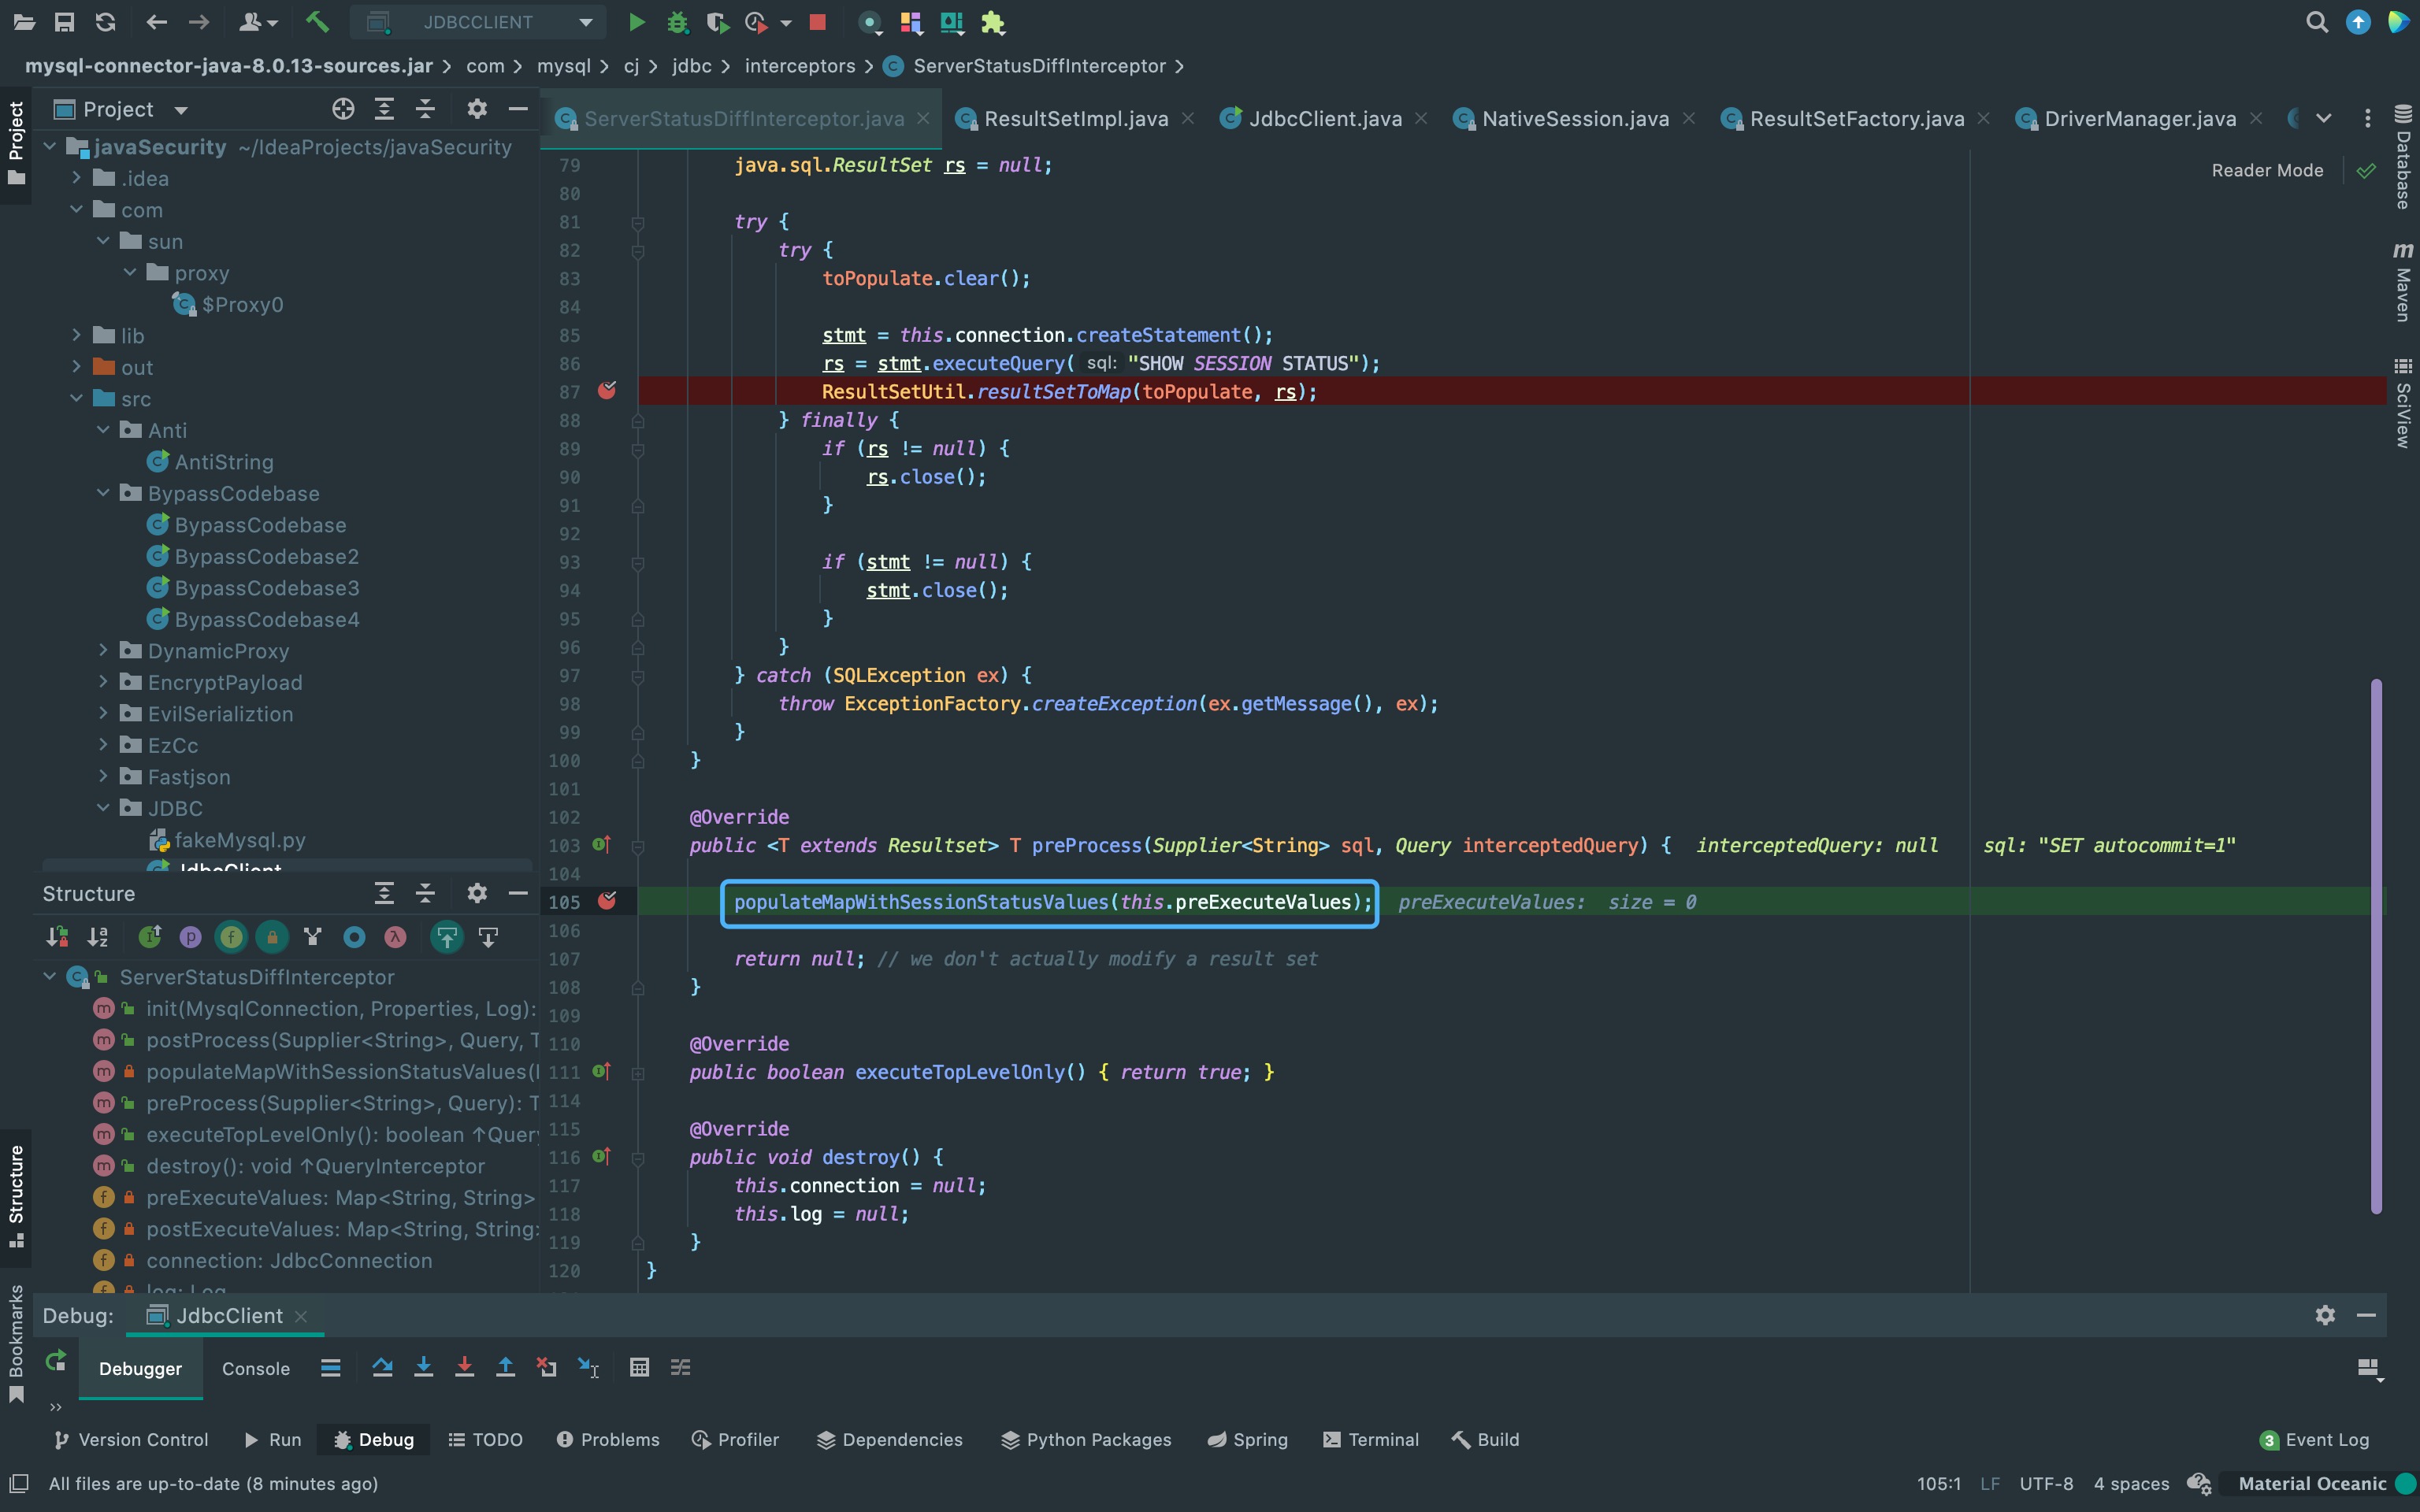 JDBCCLIENT
mysql-connector-java-8.0.13-sources.jar > com > mysql > cj > jdbc > interceptors > ServerStatusDiffInterceptor >
Project
Project
javaSecurity ~/IdeaProjects/javaSecurity
.idea
com
sun
proxy
$Proxy0
lib
out
src
Anti
AntiString
BypassCodebase
BypassCodebase
BypassCodebase2
BypassCodebase3
BypassCodebase4
DynamicProxy
EncryptPayload
EvilSerializtion
EzCc
Fastjson
JDBC
fakeMysql.py
JdbcClient
Structure
ServerStatusDiffInterceptor
init(MysqlConnection, Properties, Log):
postProcess(Supplier<String>, Query, T
populateMapWithSessionStatusValues(
preProcess(Supplier<String>, Query): T
executeTopLevelOnly(): boolean ↑Query
destroy(): void ↑QueryInterceptor
preExecuteValues: Map<String, String>
postExecuteValues: Map<String, String>
connection: JdbcConnection
log: Log
Structure
Bookmarks
ServerStatusDiffInterceptor.java ResultSetImpl.java JdbcClient.java NativeSession.java ResultSetFactory.java DriverManager.java
Reader Mode
Database
m Maven
SciView
79 java.sql.ResultSet rs = null;
80
81 try {
82 try {
83 toPopulate.clear();
84
85 stmt = this.connection.createStatement();
86 rs = stmt.executeQuery( sql: "SHOW SESSION STATUS");
87 ResultSetUtil.resultSetToMap(toPopulate, rs);
88 } finally {
89 if (rs != null) {
90 rs.close();
91 }
92
93 if (stmt != null) {
94 stmt.close();
95 }
96 }
97 } catch (SQLException ex) {
98 throw ExceptionFactory.createException(ex.getMessage(), ex);
99 }
100 }
101
102 @Override
103 public <T extends Resultset> T preProcess(Supplier<String> sql, Query interceptedQuery) { interceptedQuery: null sql: "SET autocommit=1"
104
105 populateMapWithSessionStatusValues(this.preExecuteValues); preExecuteValues: size = 0
106
107 return null; // we don't actually modify a result set
108 }
109
110 @Override
111 public boolean executeTopLevelOnly() { return true; }
114
115 @Override
116 public void destroy() {
117 this.connection = null;
118 this.log = null;
119 }
120 }
Debug: JdbcClient
Debugger Console
Version Control Run Debug TODO Problems Profiler Dependencies Python Packages Spring Terminal Build 3 Event Log
All files are up-to-date (8 minutes ago) 105:1 LF UTF-8 4 spaces Material Oceanic